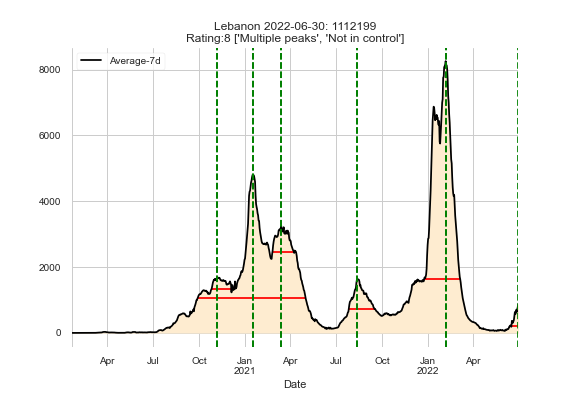 Lebanon 2022-06-30: 1112199
Rating:8 ['Multiple peaks', 'Not in control']
Average-7d
8000
6000
4000
2000
0
Apr Jul Oct Jan Apr Jul Oct Jan Apr
2021 2022
Date